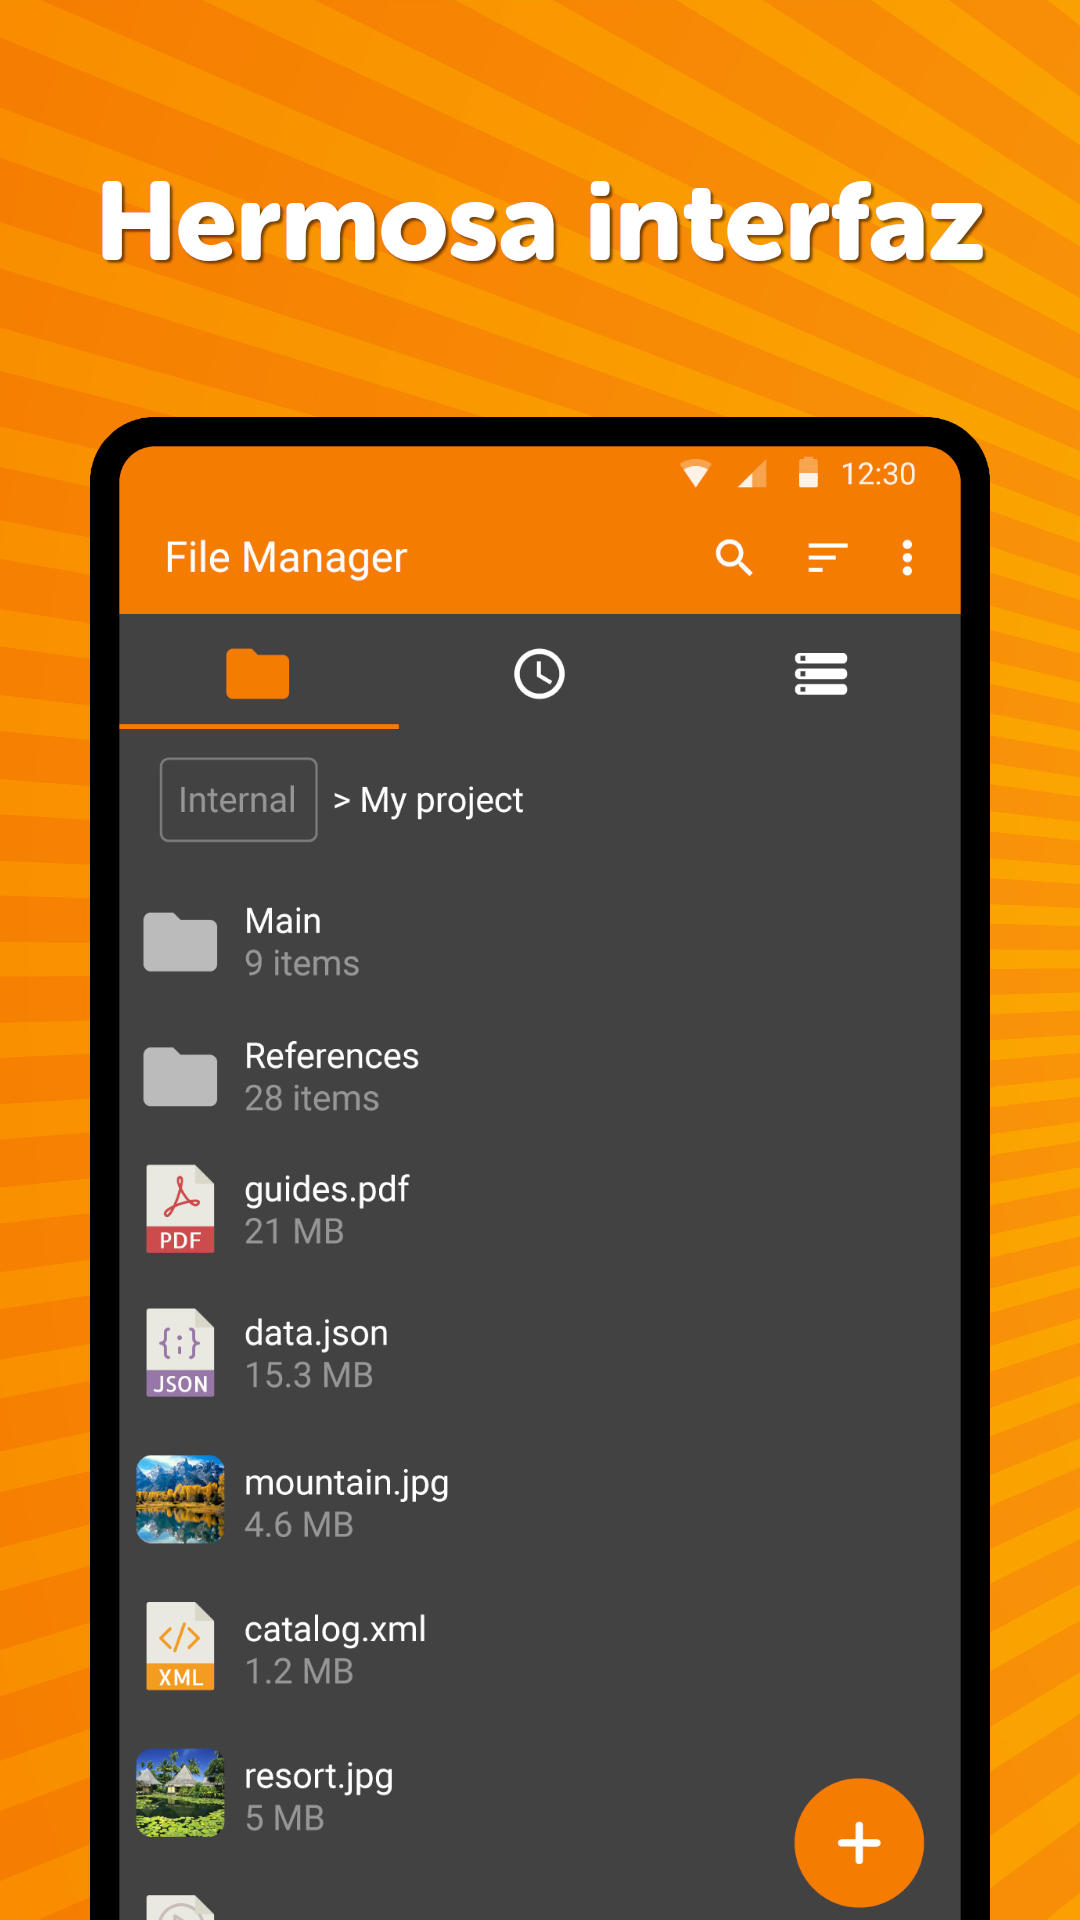 Hermosa interfaz
12:30
File Manager
Internal > My project
Main
9 items
References
28 items
PDF
guides.pdf
21 MB
{;}
JSON
data.json
15.3 MB
mountain.jpg
4.6 MB
</>
XML
catalog.xml
1.2 MB
resort.jpg
5 MB